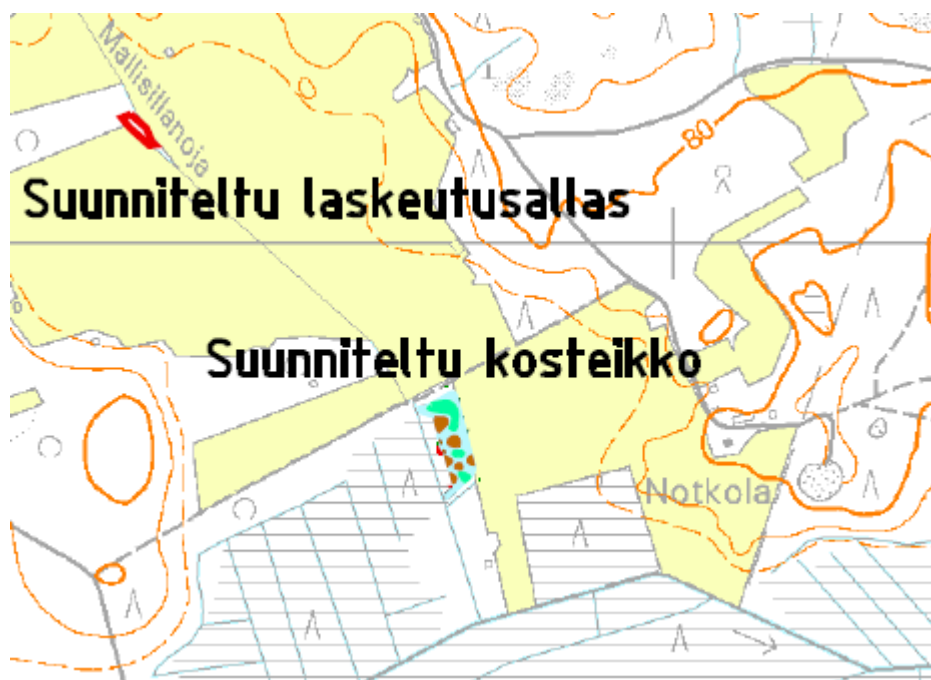 Mallisillanoja
80
Suunniteltu laskeutusallas
Suunniteltu kosteikko
Notkola